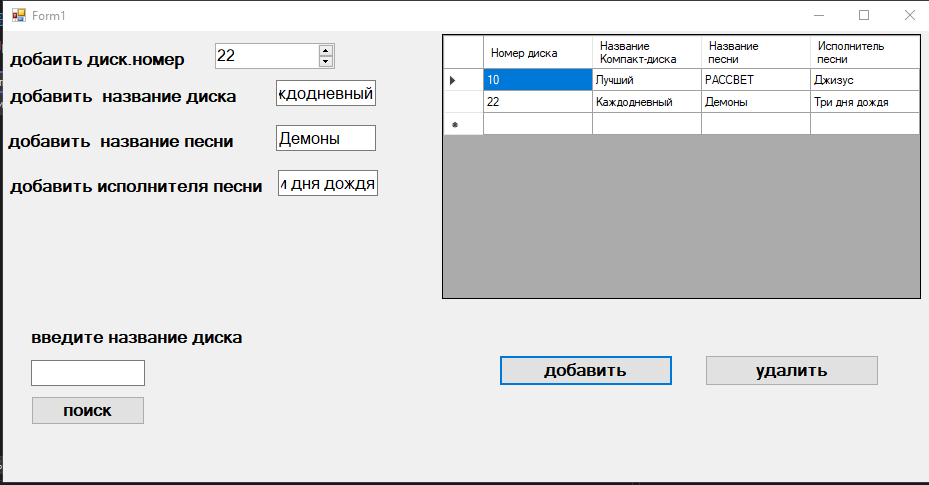 Form1
добаить диск.номер 22
добавить название диска ждодневный
добавить название песни Демоны
добавить исполнителя песни и дня дождя
Номер диска
Название
Компакт-диска
Название
песни
Исполнитель
песни
10 Лучший РАССВЕТ Джизус
22 Каждодневный Демоны Три дня дождя
введите название диска
поиск
добавить
удалить